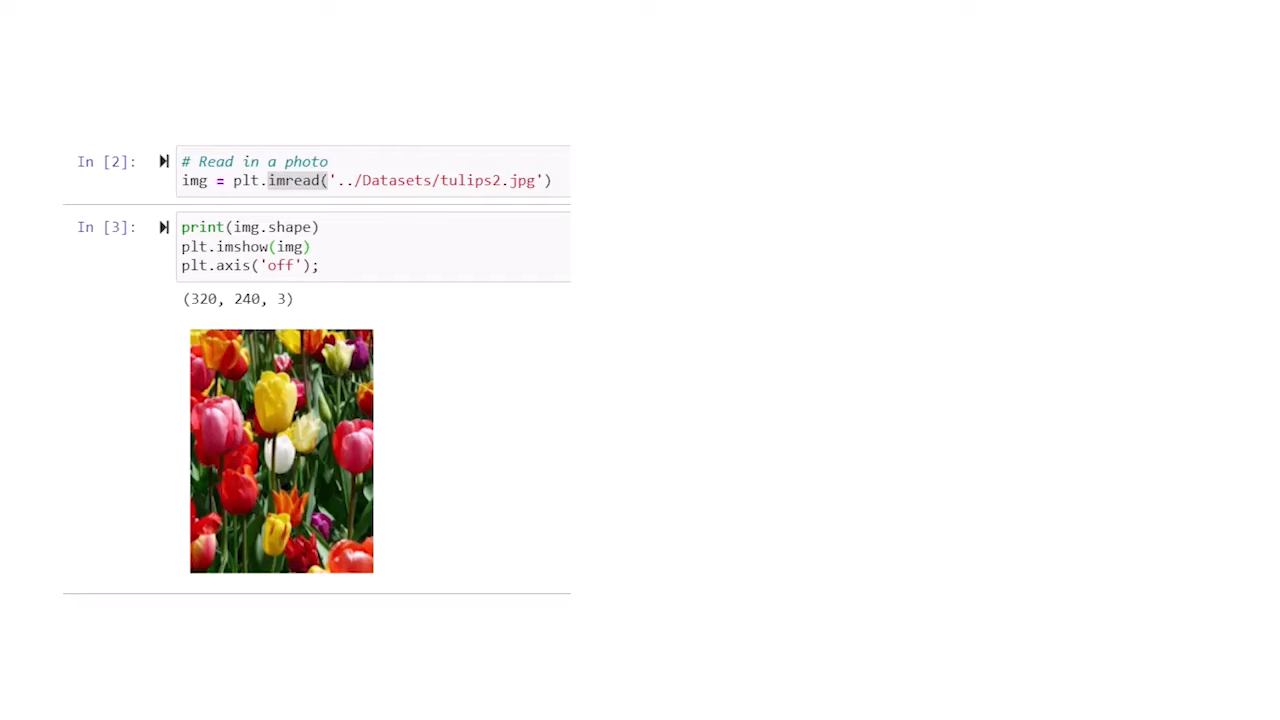 In [2]:
# Read in a photo
img = plt.imread('../Datasets/tulips2.jpg')
In [3]:
print(img.shape)
plt.imshow(img)
plt.axis('off');
(320, 240, 3)